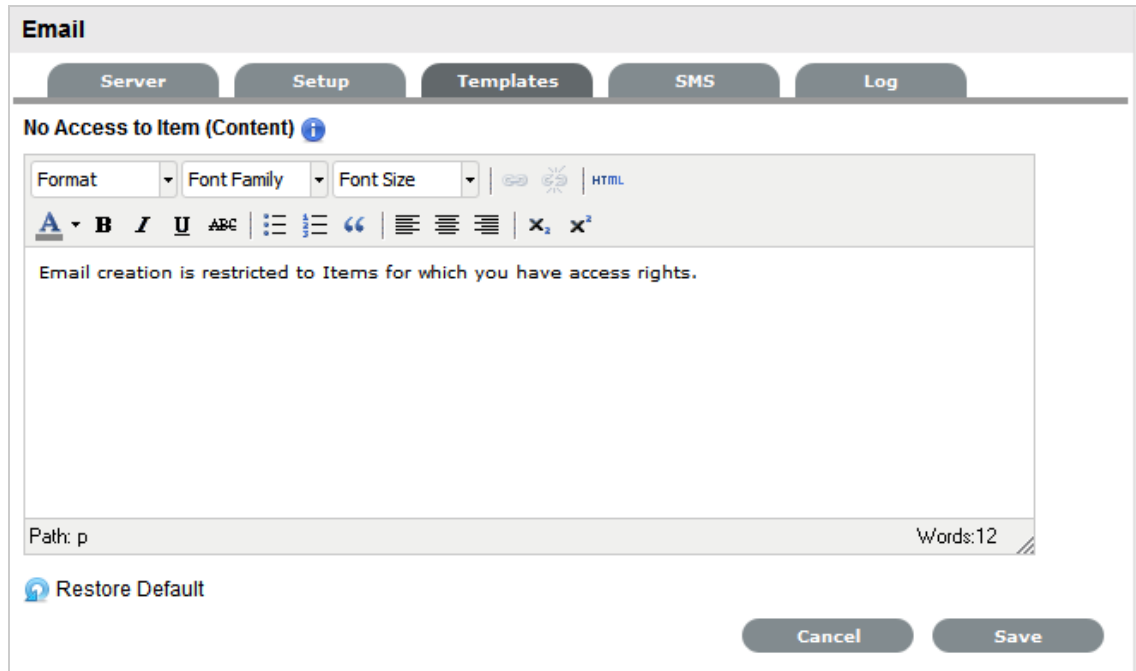 Email
Server Setup Templates SMS Log
No Access to Item (Content)
Format Font Family Font Size HTML
A B I U ABC
Email creation is restricted to Items for which you have access rights.
Path: p Words:12
Restore Default
Cancel Save